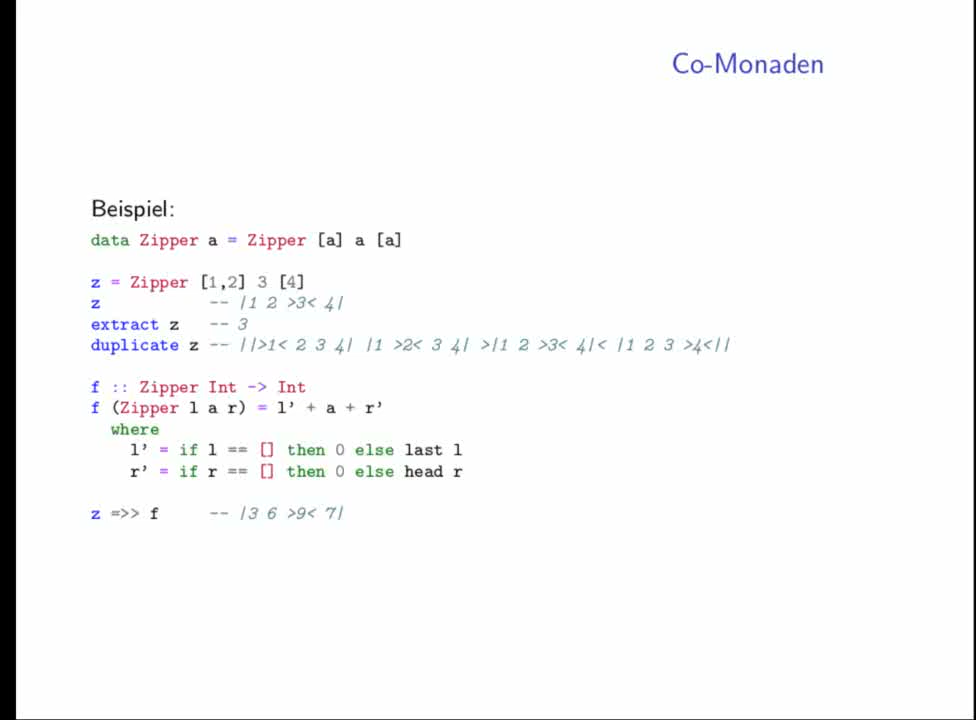 Co-Monaden
Beispiel:
data Zipper a = Zipper [a] a [a]
z = Zipper [1,2] 3 [4]
z -- |1 2 >3< 4|
extract z -- 3
duplicate z -- ||>1< 2 3 4| |1 >2< 3 4| >|1 2 >3< 4|< |1 2 3 >4<||
f :: Zipper Int -> Int
f (Zipper l a r) = l' + a + r'
where
l' = if l == [] then 0 else last l
r' = if r == [] then 0 else head r
z =>> f -- |3 6 >9< 7|